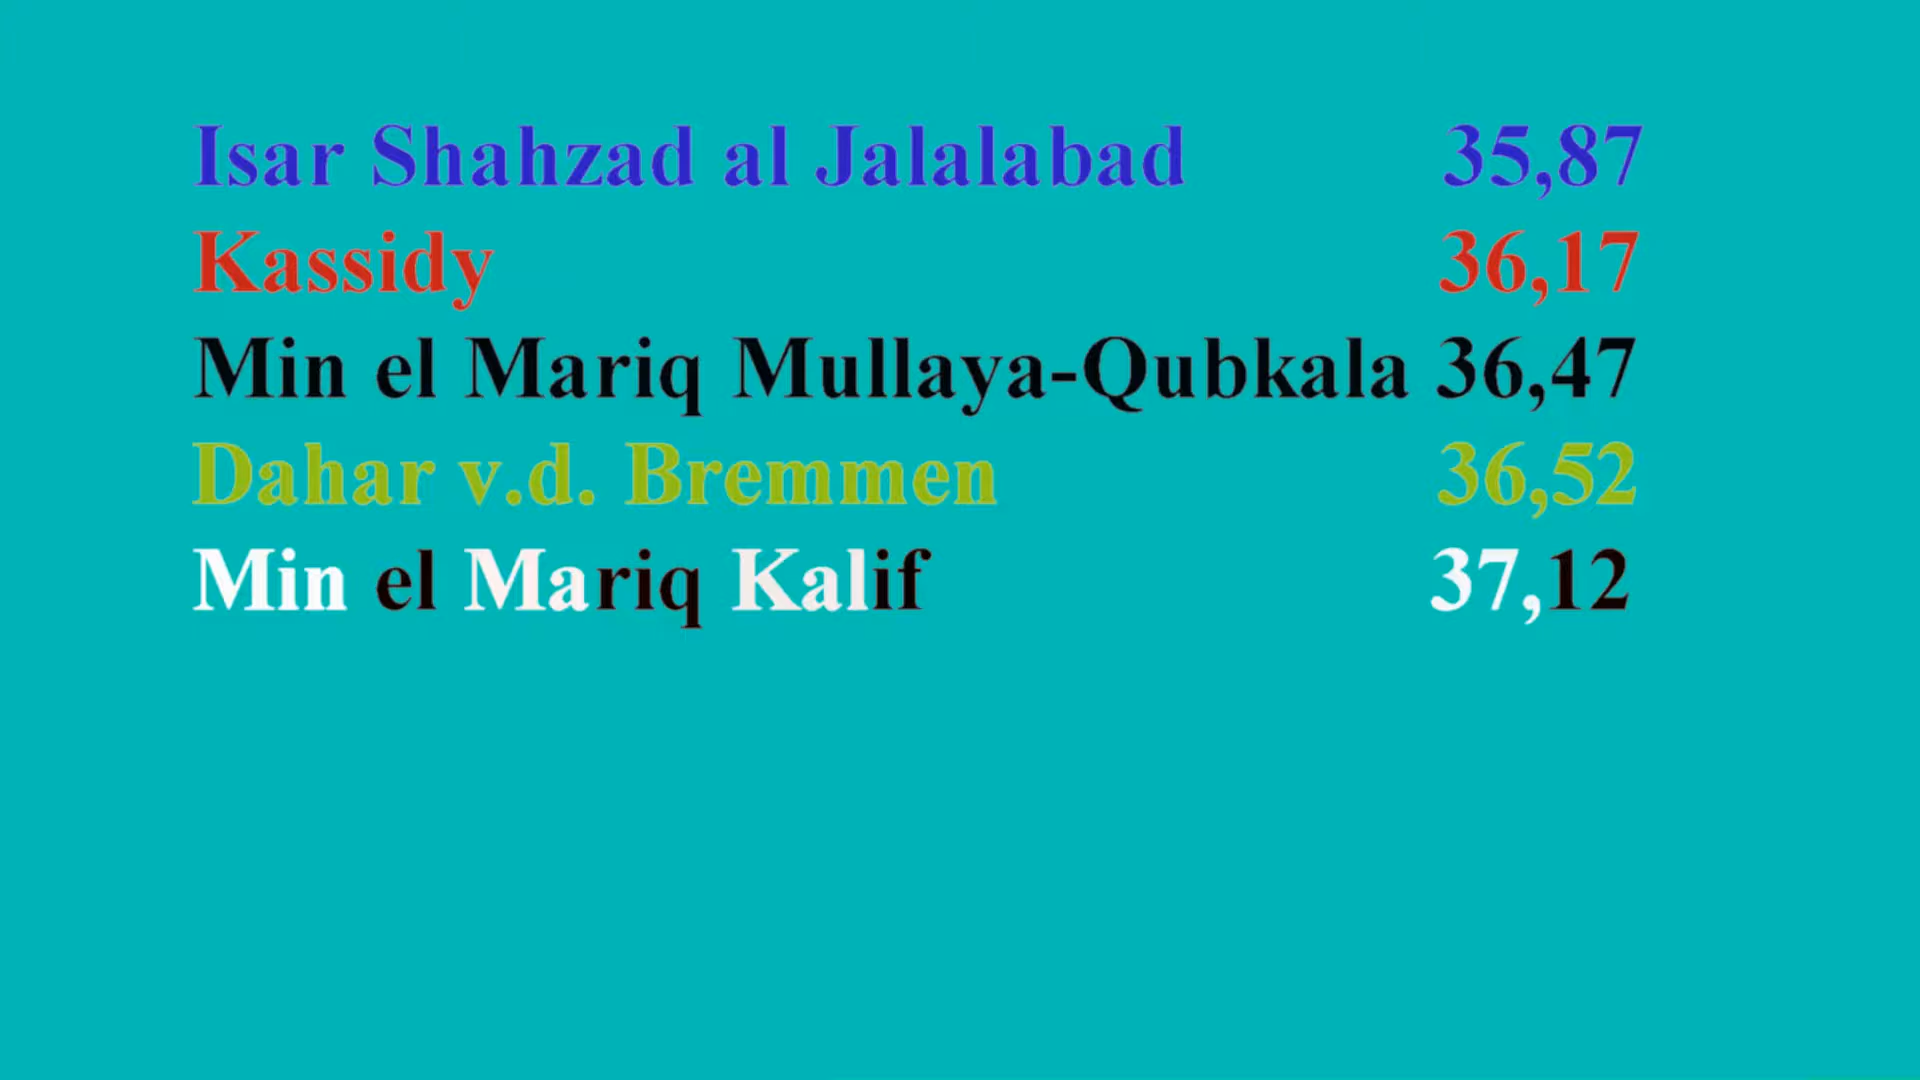 Isar Shahzad al Jalalabad 35,87
Kassidy 36,17
Min el Mariq Mullaya-Qubkala 36,47
Dahar v.d. Bremmen 36,52
Min el Mariq Kalif 37,12